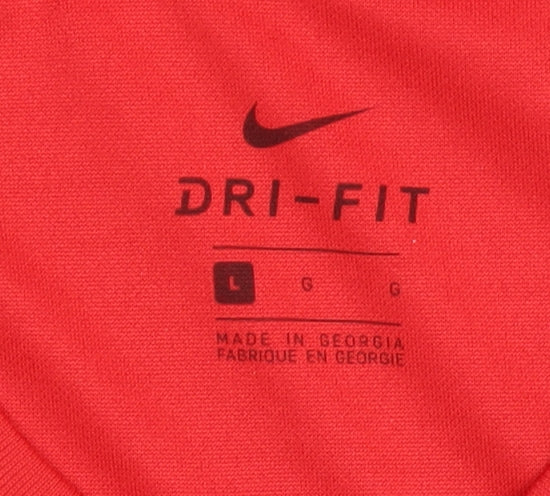 DRI-FIT
L G G
MADE IN GEORGIA
FABRIQUE EN GEORGIE